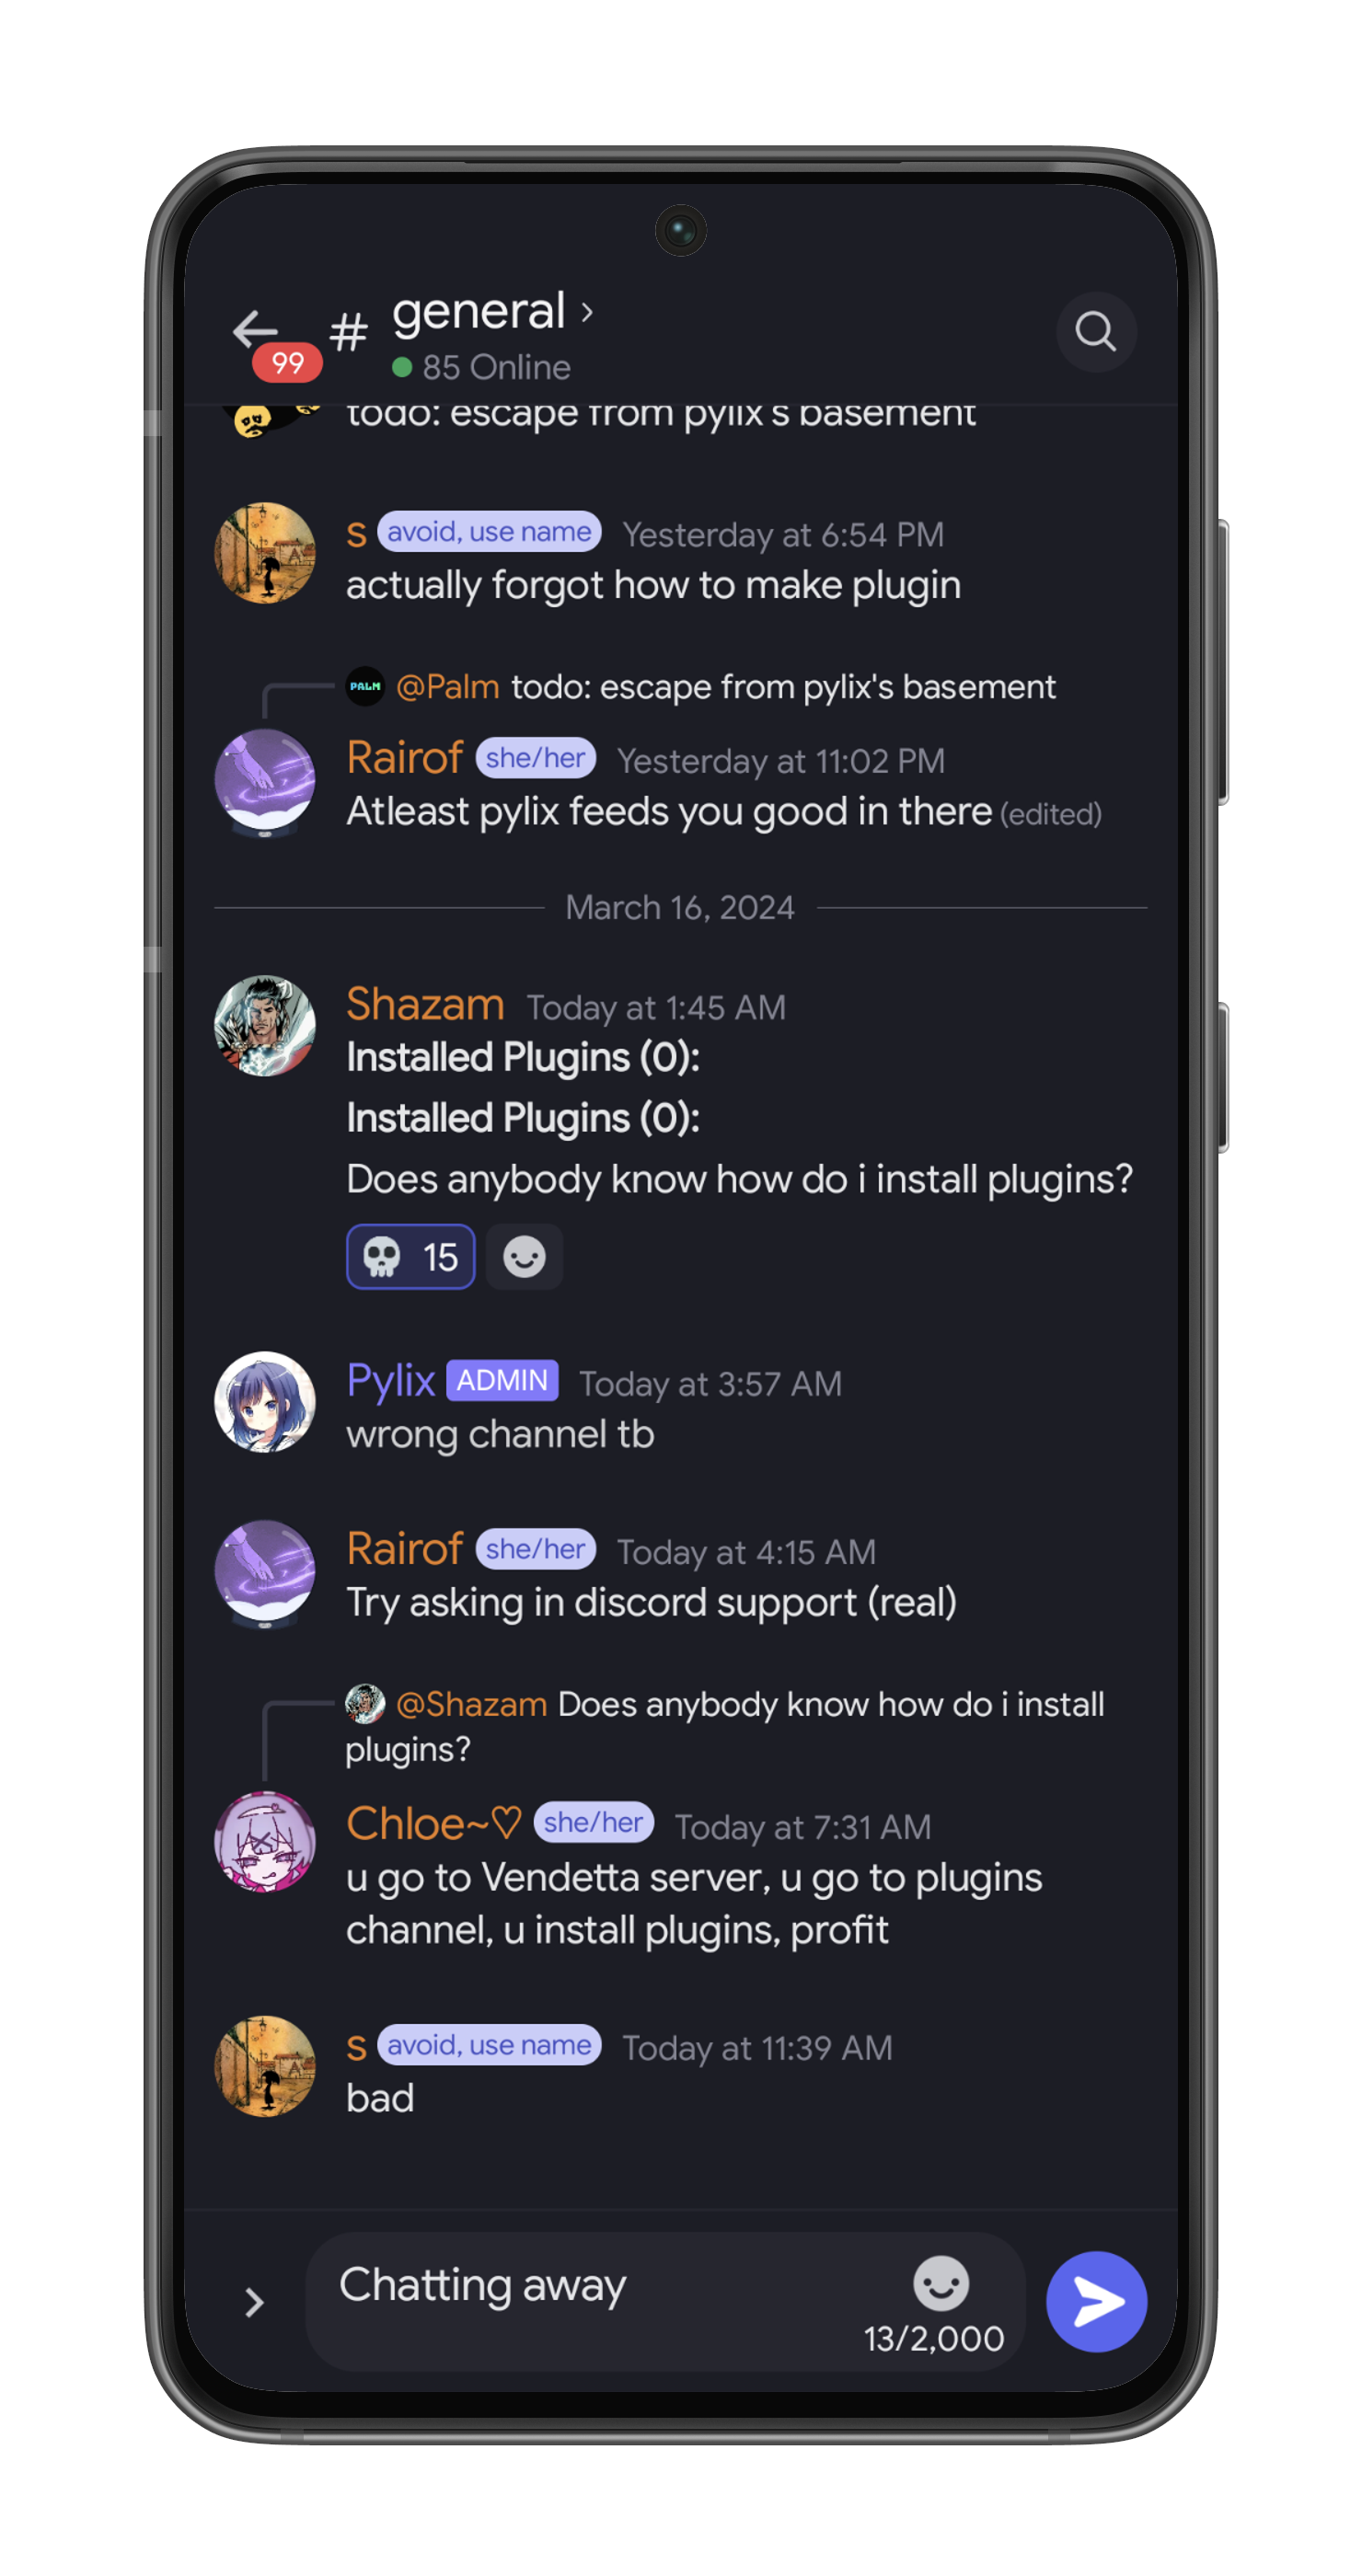 general ›
99
#
85 Online
todo: escape from pylix's basement
s avoid, use name Yesterday at 6:54 PM
actually forgot how to make plugin
PALM @Palm todo: escape from pylix's basement
Rairof she/her Yesterday at 11:02 PM
Atleast pylix feeds you good in there (edited)
March 16, 2024
Shazam Today at 1:45 AM
Installed Plugins (0):
Installed Plugins (0):
Does anybody know how do i install plugins?
💀 15
Pylix ADMIN Today at 3:57 AM
wrong channel tb
Rairof she/her Today at 4:15 AM
Try asking in discord support (real)
@Shazam Does anybody know how do i install
plugins?
Chloe~♡ she/her Today at 7:31 AM
u go to Vendetta server, u go to plugins
channel, u install plugins, profit
s avoid, use name Today at 11:39 AM
bad
Chatting away
13/2,000